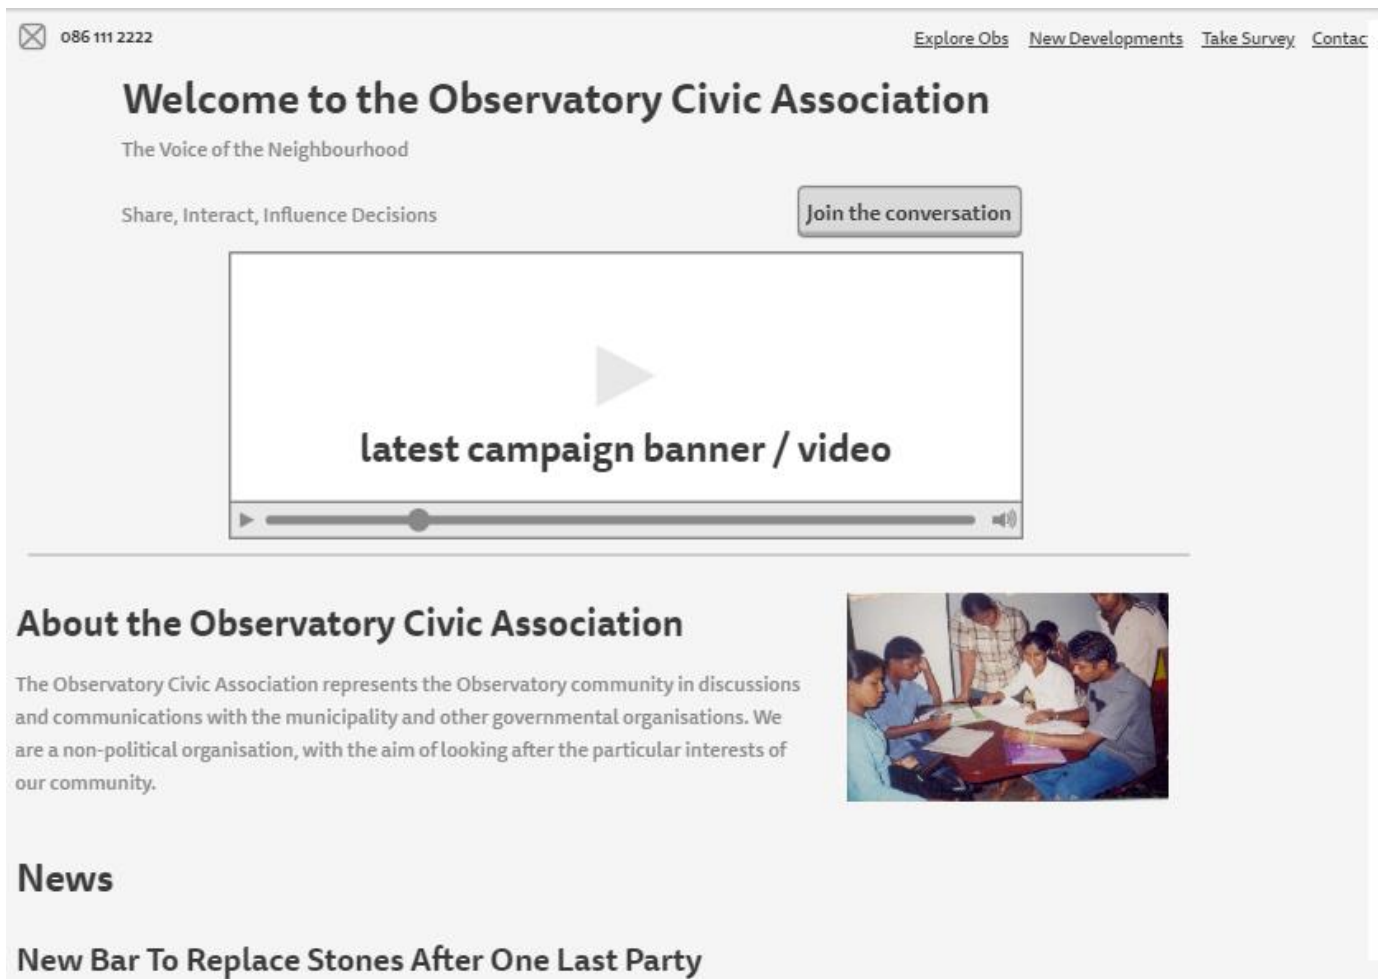 086 111 2222
Explore Obs New Developments Take Survey Contac
Welcome to the Observatory Civic Association
The Voice of the Neighbourhood
Share, Interact, Influence Decisions
Join the conversation
latest campaign banner / video
About the Observatory Civic Association
The Observatory Civic Association represents the Observatory community in discussions
and communications with the municipality and other governmental organisations. We
are a non-political organisation, with the aim of looking after the particular interests of
our community.
News
New Bar To Replace Stones After One Last Party